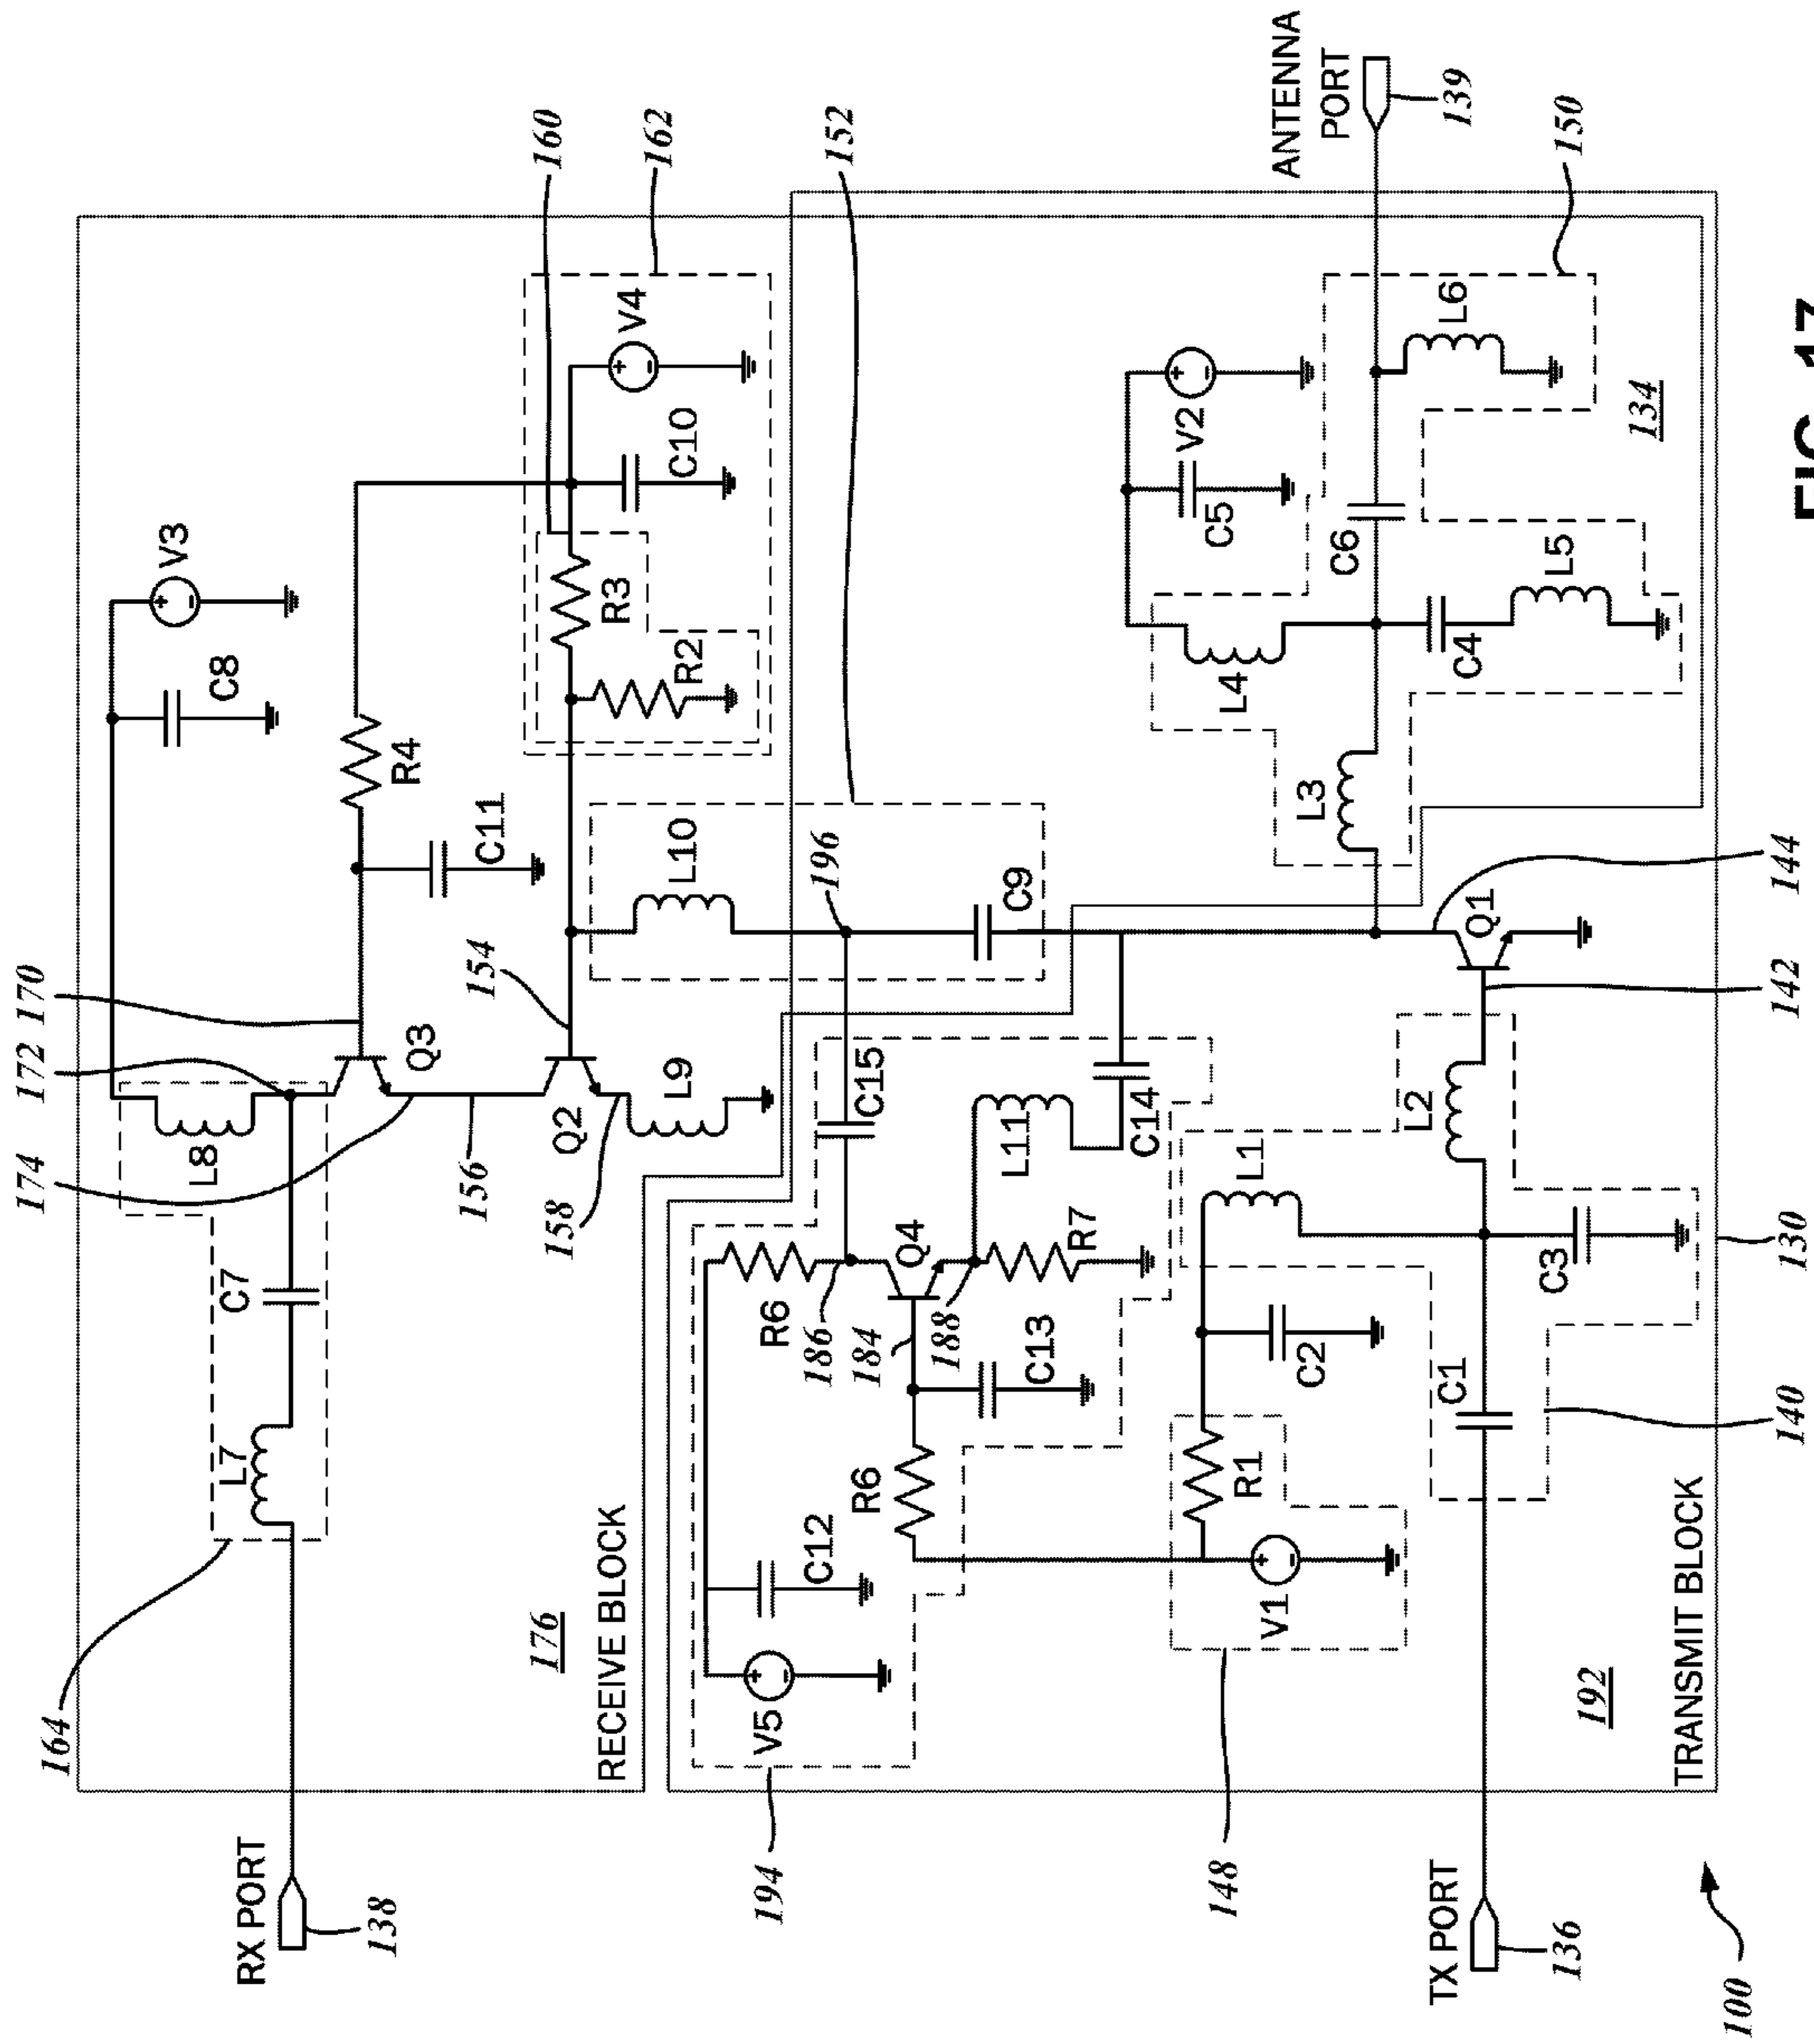 164
174
172
170
V3
C8
L8
L7
C7
Q3
R4
C11
160
162
V4
C10
R3
R2
154
156
158
Q2
L9
L10
152
RX PORT
138
176
RECEIVE BLOCK
ANTENNA
PORT
139
196
C9
C15
V5
C12
R6
186
184
188
Q4
R6
C13
R7
L11
C14
194
V2
C5
L4
L3
C6
L6
150
C4
L5
134
V1
R1
C2
L1
148
C1
C3
L2
Q1
144
142
140
130
192
TRANSMIT BLOCK
TX PORT
136
100